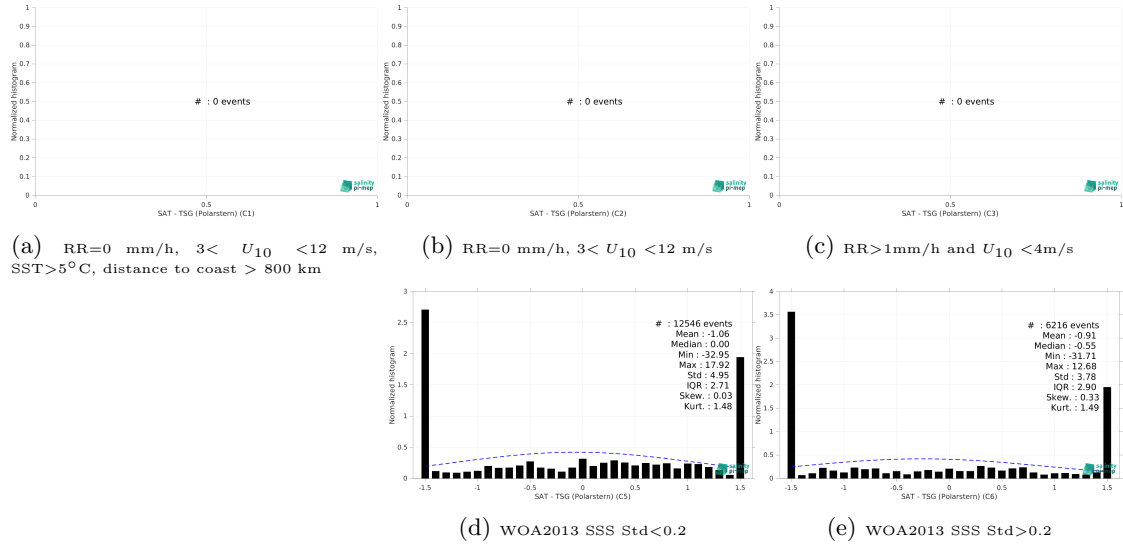 1
0.9
0.8
0.7
0.6
0.5
0.4
0.3
0.2
0.1
0
Normalized histogram
# : 0 events
0
0.5
1
SAT - TSG (Polarstern) (C1)
salinity
pi-mep
1
0.9
0.8
0.7
0.6
0.5
0.4
0.3
0.2
0.1
0
Normalized histogram
# : 0 events
0
0.5
1
SAT - TSG (Polarstern) (C2)
salinity
pi-mep
1
0.9
0.8
0.7
0.6
0.5
0.4
0.3
0.2
0.1
0
Normalized histogram
# : 0 events
0
0.5
1
SAT - TSG (Polarstern) (C3)
salinity
pi-mep
(a) RR=0 mm/h, 3< U10 <12 m/s,
SST>5°C, distance to coast > 800 km
(b) RR=0 mm/h, 3< U10 <12 m/s
(c) RR>1mm/h and U10 <4m/s
3
2.5
2
1.5
1
0.5
0
Normalized histogram
# : 12546 events
Mean : -1.06
Median : 0.00
Min : -32.95
Max : 17.92
Std : 4.95
IQR : 2.71
Skew. : 0.03
Kurt. : 1.48
salinity
pi-mep
-1.5
-1
-0.5
0
0.5
1
1.5
SAT - TSG (Polarstern) (C5)
4
3.5
3
2.5
2
1.5
1
0.5
0
Normalized histogram
# : 6216 events
Mean : -0.91
Median : -0.55
Min : -31.71
Max : 12.68
Std : 3.78
IQR : 2.90
Skew. : 0.33
Kurt. : 1.49
salinity
pi-mep
-1.5
-1
-0.5
0
0.5
1
1.5
SAT - TSG (Polarstern) (C6)
(d) WOA2013 SSS Std<0.2
(e) WOA2013 SSS Std>0.2